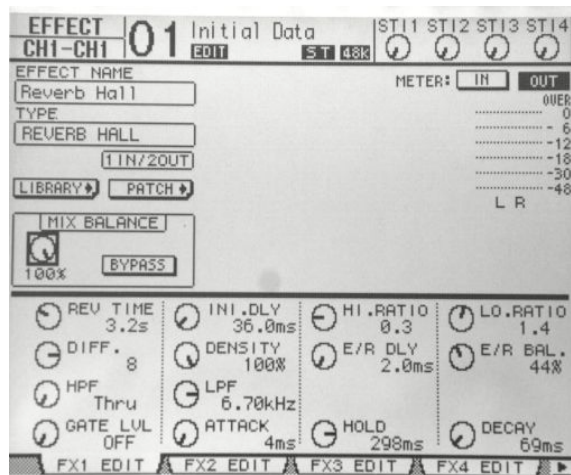 EFFECT
CH1-CH1
01 Initial Data
EDIT
ST 48K
STI1 STI2 STI3 STI4
EFFECT NAME
Reverb Hall
METER: IN OUT
TYPE
REVERB HALL
1IN/2OUT
OVER
0
-6
-12
-18
-30
-48
L R
LIBRARY PATCH
MIX BALANCE
100%
BYPASS
REV TIME 3.2s
INI.DLY 36.0ms
HI.RATIO 0.3
LO.RATIO 1.4
DIFF. 8
DENSITY 100%
E/R DLY 2.0ms
E/R BAL. 44%
HPF Thru
LPF 6.70kHz
GATE LVL OFF
ATTACK 4ms
HOLD 298ms
DECAY 69ms
FX1 EDIT FX2 EDIT FX3 EDIT FX4 EDIT